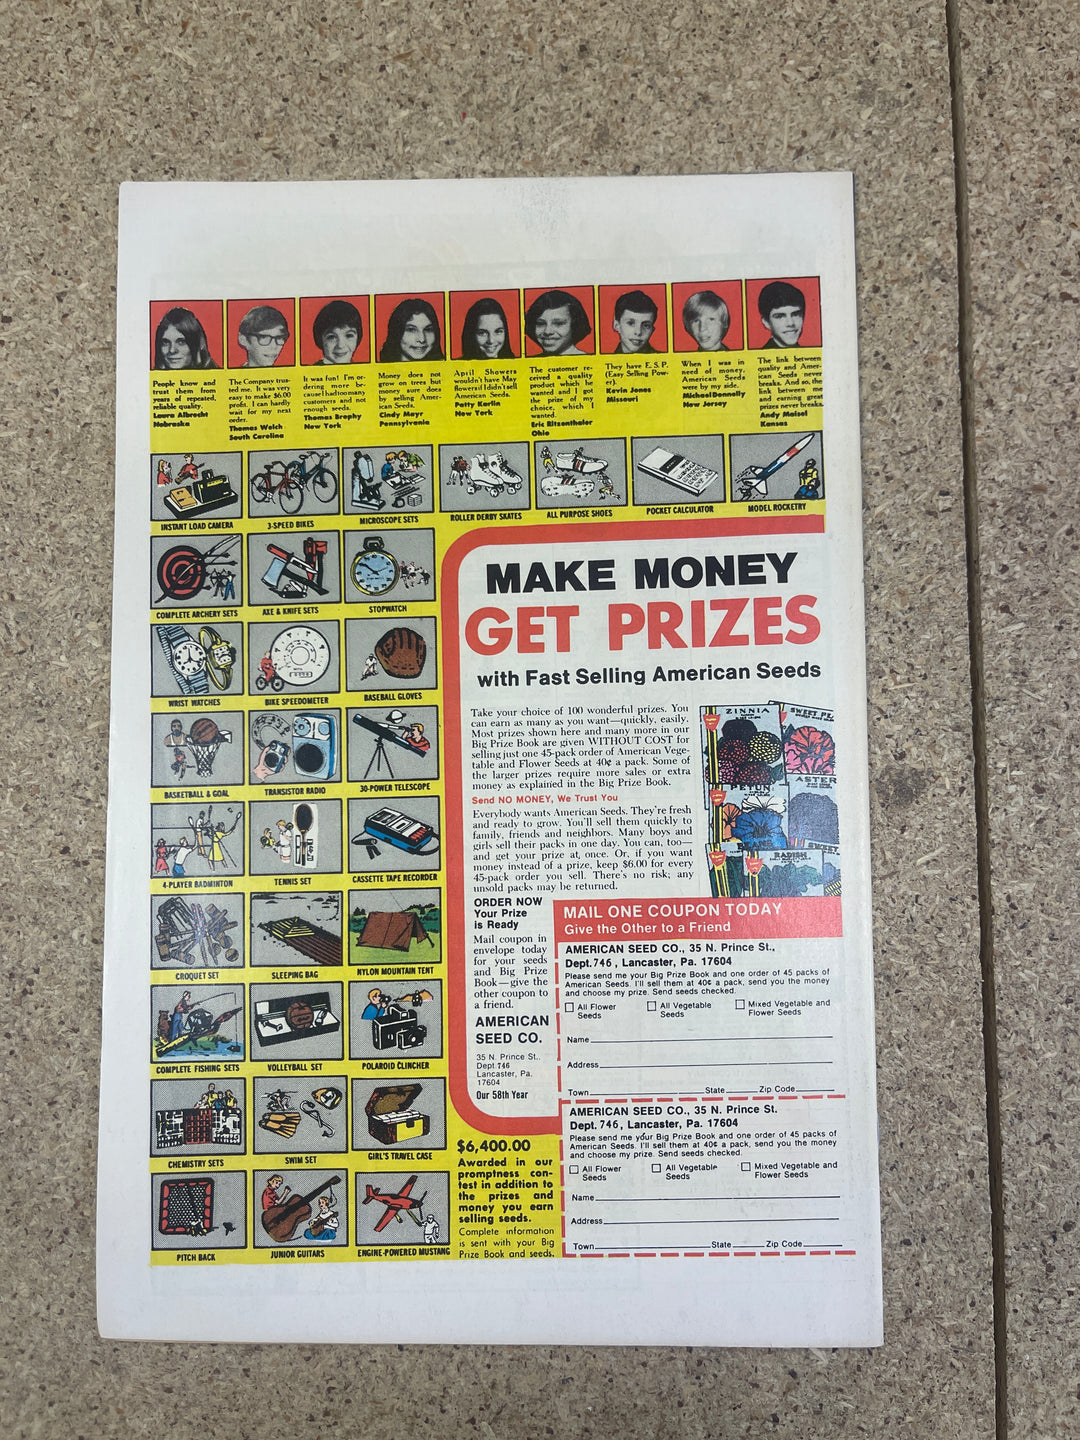 People know and
trust them from
years of repeated,
reliable quality.
Laura Albrecht
Nebraska
The Company trus-
ted me. It was very
easy to make $6.00
profit. I can hardly
wait for my next
order.
Thomas Welch
South Carolina
It was fun! I'm or-
dering more be-
cause I had too many
customers and not
enough seeds.
Thomas Brophy
New York
Money does not
grow on trees but
money sure does
by selling Amer-
ican Seeds.
Cindy Mayr
Pennsylvania
April Showers
wouldn't have May
flowers if I didn't sell
American Seeds.
Patty Karlin
New York
The customer re-
ceived a quality
product which he
wanted and I got
the prize of my
choice, which I
wanted.
Eric Ritzenthaler
Ohio
They have E. S. P.
(Easy Selling Pow-
er).
Kevin Jones
Missouri
When I was in
need of money,
American Seeds
were by my side.
Michael Donnelly
New Jersey
The link between
quality and Amer-
ican Seeds never
breaks. And so, the
link between me
and earning great
prizes never breaks.
Andy Maisel
Kansas
INSTANT LOAD CAMERA
3-SPEED BIKES
MICROSCOPE SETS
ROLLER DERBY SKATES
ALL PURPOSE SHOES
POCKET CALCULATOR
MODEL ROCKETRY
COMPLETE ARCHERY SETS
AXE & KNIFE SETS
STOPWATCH
WRIST WATCHES
BIKE SPEEDOMETER
BASEBALL GLOVES
BASKETBALL & GOAL
TRANSISTOR RADIO
30-POWER TELESCOPE
4-PLAYER BADMINTON
TENNIS SET
CASSETTE TAPE RECORDER
CROQUET SET
SLEEPING BAG
NYLON MOUNTAIN TENT
COMPLETE FISHING SETS
VOLLEYBALL SET
POLAROID CLINCHER
CHEMISTRY SETS
SWIM SET
GIRL'S TRAVEL CASE
PITCH BACK
JUNIOR GUITARS
ENGINE-POWERED MUSTANG
MAKE MONEY
GET PRIZES
with Fast Selling American Seeds
Take your choice of 100 wonderful prizes. You
can earn as many as you want—quickly, easily.
Most prizes shown here and many more in our
Big Prize Book are given WITHOUT COST for
selling just one 45-pack order of American Vege-
table and Flower Seeds at 40¢ a pack. Some of
the larger prizes require more sales or extra
money as explained in the Big Prize Book.
Send NO MONEY, We Trust You
Everybody wants American Seeds. They're fresh
and ready to grow. You'll sell them quickly to
family, friends and neighbors. Many boys and
girls sell their packs in one day. You can, too—
and get your prize at once. Or, if you want
money instead of a prize, keep $6.00 for every
45-pack order you sell. There's no risk; any
unsold packs may be returned.
ZINNIA
SWEET PE
ASTER
PETUN
BEANS
RADISH
SWEET
ORDER NOW
Your Prize
is Ready
Mail coupon in
envelope today
for your seeds
and Big Prize
Book—give the
other coupon to
a friend.
AMERICAN
SEED CO.
35 N. Prince St.,
Dept 746
Lancaster, Pa.
17604
Our 58th Year
$6,400.00
Awarded in our
promptness con-
test in addition to
the prizes and
money you earn
selling seeds.
Complete information
is sent with your Big
Prize Book and seeds.
MAIL ONE COUPON TODAY
Give the Other to a Friend
AMERICAN SEED CO., 35 N. Prince St.,
Dept. 746, Lancaster, Pa. 17604
Please send me your Big Prize Book and one order of 45 packs of
American Seeds. I'll sell them at 40¢ a pack, send you the money
and choose my prize. Send seeds checked.
All Flower
Seeds
All Vegetable
Seeds
Mixed Vegetable and
Flower Seeds
Name
Address
Town State Zip Code
AMERICAN SEED CO., 35 N. Prince St.
Dept. 746, Lancaster, Pa. 17604
Please send me your Big Prize Book and one order of 45 packs of
American Seeds. I'll sell them at 40¢ a pack, send you the money
and choose my prize. Send seeds checked.
All Flower
Seeds
All Vegetable
Seeds
Mixed Vegetable and
Flower Seeds
Name
Address
Town State Zip Code